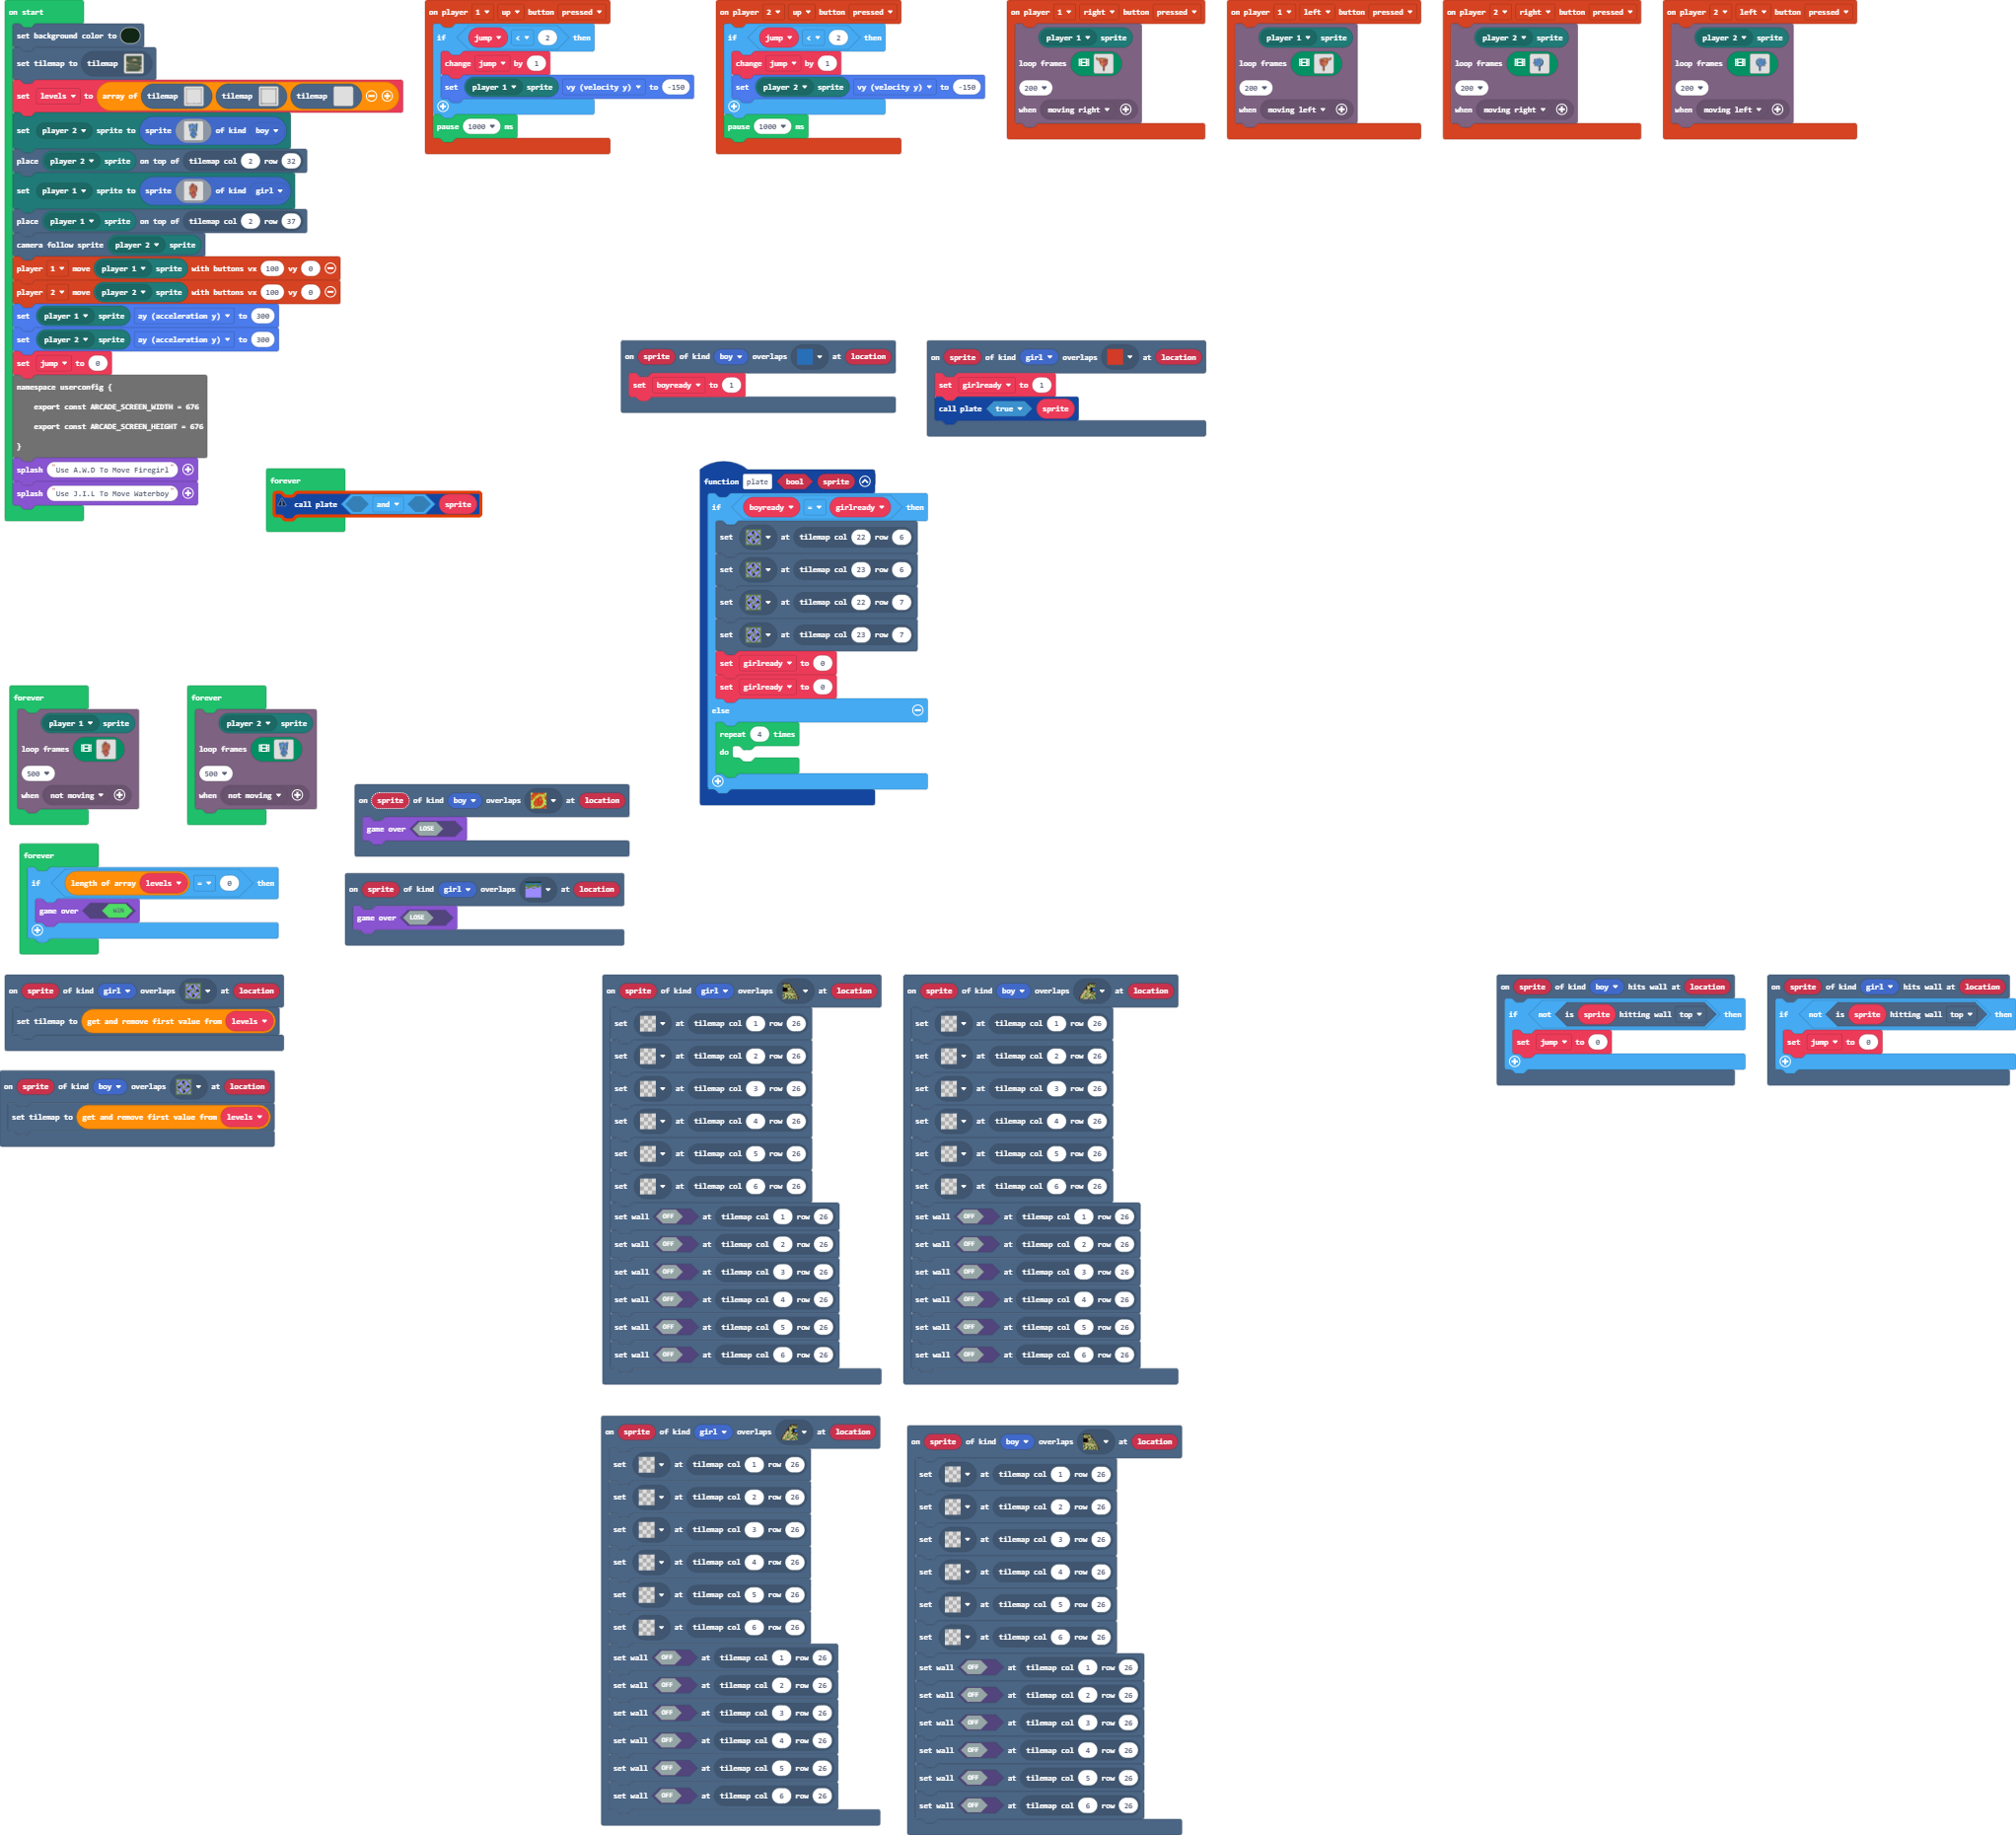 on start
set background color to
set tilemap to tilemap
set levels to array of tilemap tilemap tilemap
set player 2 sprite to sprite of kind boy
place player 2 sprite on top of tilemap col 2 row 32
set player 1 sprite to sprite of kind girl
place player 1 sprite on top of tilemap col 2 row 37
camera follow sprite player 2 sprite
player 1 move player 1 sprite with buttons vx 100 vy 0
player 2 move player 2 sprite with buttons vx 100 vy 0
set player 1 sprite ay (acceleration y) to 300
set player 2 sprite ay (acceleration y) to 300
set jump to 0
namespace userconfig {
export const ARCADE_SCREEN_WIDTH = 676
export const ARCADE_SCREEN_HEIGHT = 676
}
splash "Use A.W.D To Move Firegirl"
splash "Use J.I.L To Move Waterboy"
on player 1 up button pressed
if jump < 2 then
change jump by 1
set player 1 sprite vy (velocity y) to -150
pause 1000 ms
on player 2 up button pressed
if jump < 2 then
change jump by 1
set player 2 sprite vy (velocity y) to -150
pause 1000 ms
on player 1 right button pressed
player 1 sprite
loop frames
200
when moving right
on player 1 left button pressed
player 1 sprite
loop frames
200
when moving left
on player 2 right button pressed
player 2 sprite
loop frames
200
when moving right
on player 2 left button pressed
player 2 sprite
loop frames
200
when moving left
on sprite of kind boy overlaps at location
set boyready to 1
on sprite of kind girl overlaps at location
set girlready to 1
call plate true sprite
forever
call plate and sprite
function plate bool sprite
if boyready = girlready then
set at tilemap col 22 row 6
set at tilemap col 23 row 6
set at tilemap col 22 row 7
set at tilemap col 23 row 7
set girlready to 0
set girlready to 0
else
repeat 4 times
do
forever
player 1 sprite
loop frames
500
when not moving
forever
player 2 sprite
loop frames
500
when not moving
on sprite of kind boy overlaps at location
game over LOSE
on sprite of kind girl overlaps at location
game over LOSE
forever
if length of array levels = 0 then
game over WIN
on sprite of kind girl overlaps at location
set tilemap to get and remove first value from levels
on sprite of kind boy overlaps at location
set tilemap to get and remove first value from levels
on sprite of kind girl overlaps at location
set at tilemap col 1 row 26
set at tilemap col 2 row 26
set at tilemap col 3 row 26
set at tilemap col 4 row 26
set at tilemap col 5 row 26
set at tilemap col 6 row 26
set wall OFF at tilemap col 1 row 26
set wall OFF at tilemap col 2 row 26
set wall OFF at tilemap col 3 row 26
set wall OFF at tilemap col 4 row 26
set wall OFF at tilemap col 5 row 26
set wall OFF at tilemap col 6 row 26
on sprite of kind boy overlaps at location
set at tilemap col 1 row 26
set at tilemap col 2 row 26
set at tilemap col 3 row 26
set at tilemap col 4 row 26
set at tilemap col 5 row 26
set at tilemap col 6 row 26
set wall OFF at tilemap col 1 row 26
set wall OFF at tilemap col 2 row 26
set wall OFF at tilemap col 3 row 26
set wall OFF at tilemap col 4 row 26
set wall OFF at tilemap col 5 row 26
set wall OFF at tilemap col 6 row 26
on sprite of kind boy hits wall at location
if not is sprite hitting wall top then
set jump to 0
on sprite of kind girl hits wall at location
if not is sprite hitting wall top then
set jump to 0
on sprite of kind girl overlaps at location
set at tilemap col 1 row 26
set at tilemap col 2 row 26
set at tilemap col 3 row 26
set at tilemap col 4 row 26
set at tilemap col 5 row 26
set at tilemap col 6 row 26
set wall OFF at tilemap col 1 row 26
set wall OFF at tilemap col 2 row 26
set wall OFF at tilemap col 3 row 26
set wall OFF at tilemap col 4 row 26
set wall OFF at tilemap col 5 row 26
set wall OFF at tilemap col 6 row 26
on sprite of kind boy overlaps at location
set at tilemap col 1 row 26
set at tilemap col 2 row 26
set at tilemap col 3 row 26
set at tilemap col 4 row 26
set at tilemap col 5 row 26
set at tilemap col 6 row 26
set wall OFF at tilemap col 1 row 26
set wall OFF at tilemap col 2 row 26
set wall OFF at tilemap col 3 row 26
set wall OFF at tilemap col 4 row 26
set wall OFF at tilemap col 5 row 26
set wall OFF at tilemap col 6 row 26